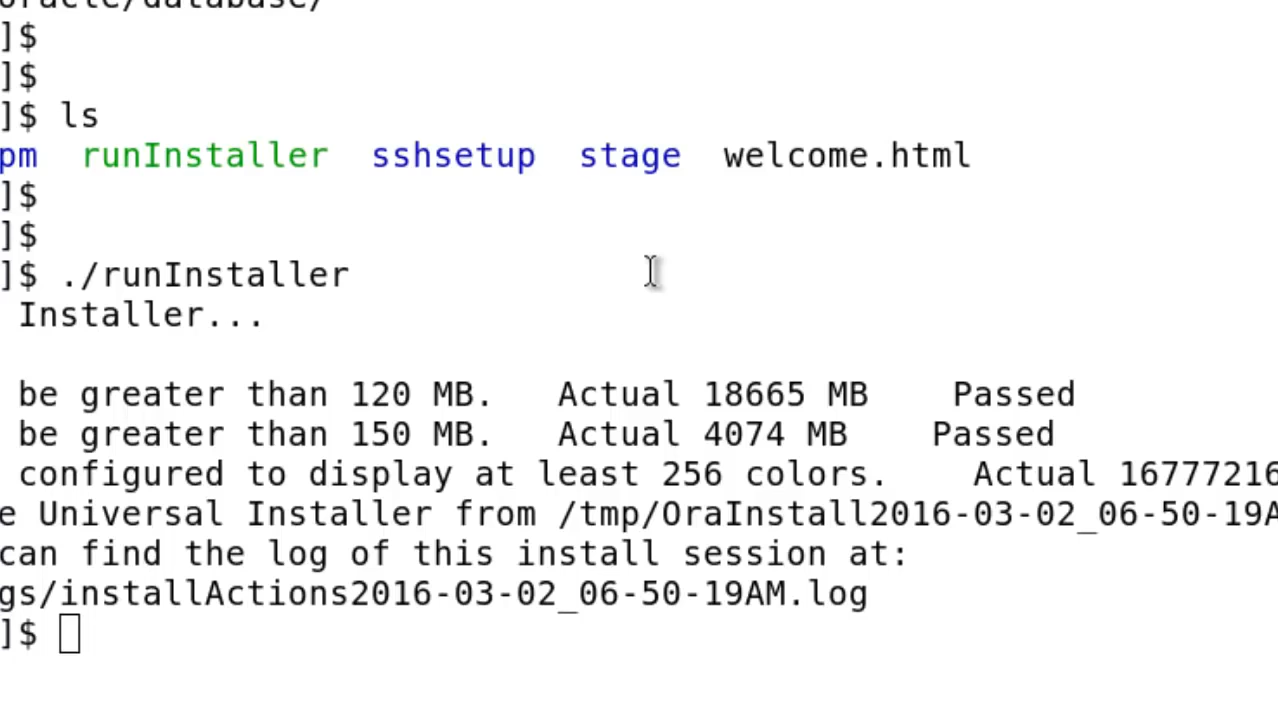 oracle/database/
]$
]$
]$ ls
pm runInstaller sshsetup stage welcome.html
]$
]$
]$ ./runInstaller
Installer...
be greater than 120 MB. Actual 18665 MB Passed
be greater than 150 MB. Actual 4074 MB Passed
configured to display at least 256 colors. Actual 16777216
e Universal Installer from /tmp/OraInstall2016-03-02_06-50-19A
can find the log of this install session at:
gs/installActions2016-03-02_06-50-19AM.log
]$